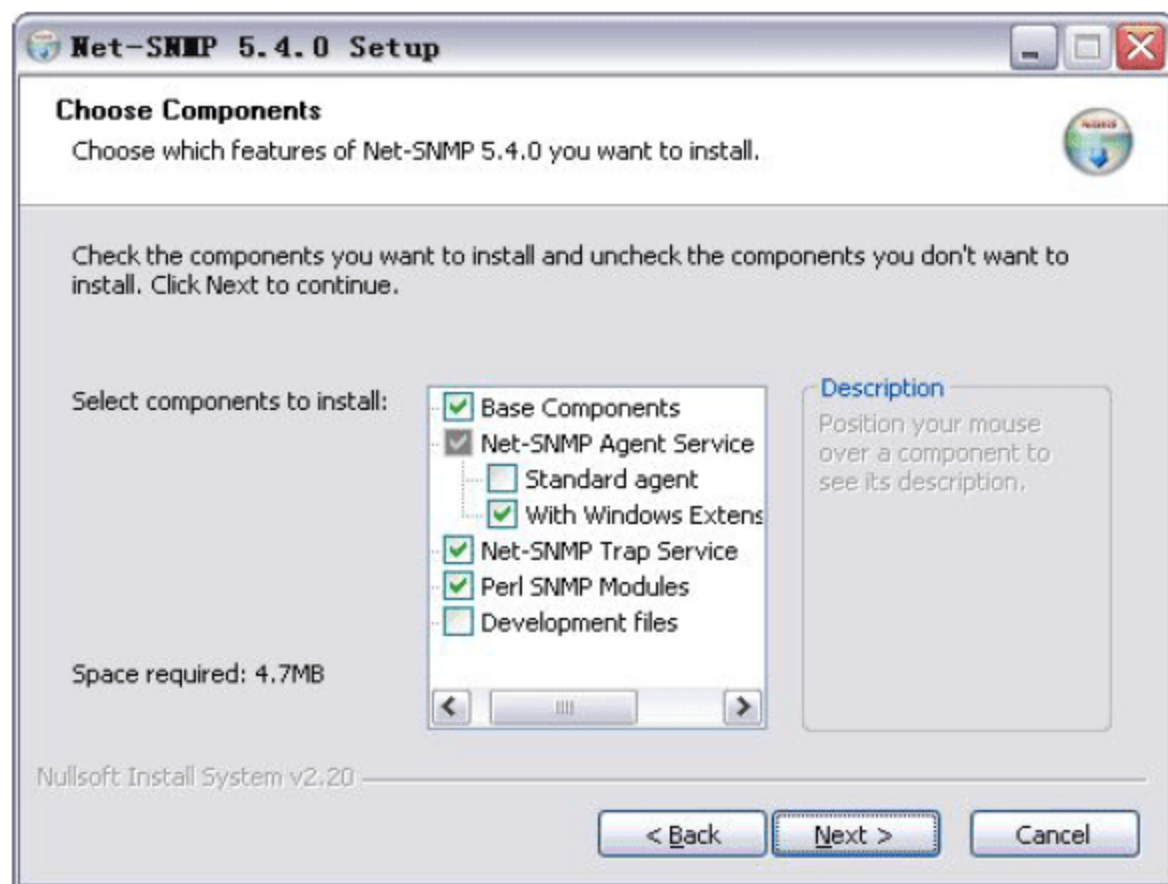 Net-SNMP 5.4.0 Setup
Choose Components
Choose which features of Net-SNMP 5.4.0 you want to install.
Check the components you want to install and uncheck the components you don't want to
install. Click Next to continue.
Select components to install:
Base Components
Net-SNMP Agent Service
Standard agent
With Windows Extens
Net-SNMP Trap Service
Perl SNMP Modules
Development files
Description
Position your mouse
over a component to
see its description.
Space required: 4.7MB
Nullsoft Install System v2.20
< Back
Next >
Cancel